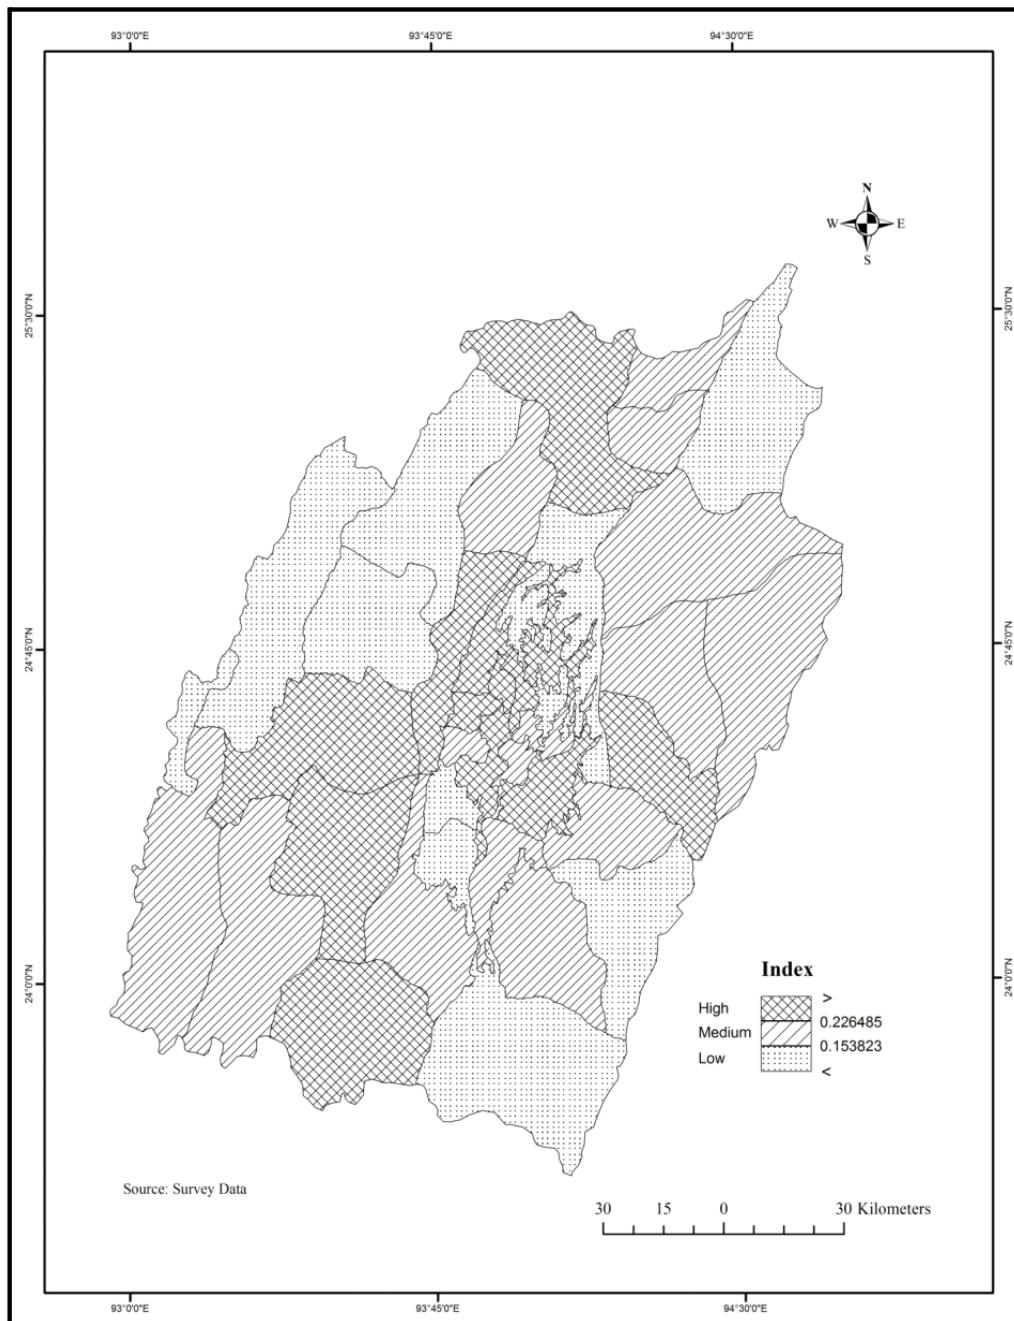 93°0'0"E 93°45'0"E 94°30'0"E
N
W E
S
25°30'0"N 25°30'0"N
24°45'0"N 24°45'0"N
24°0'0"N 24°0'0"N
Index
>
High
0.226485
Medium
0.153823
Low
<
Source: Survey Data
30 15 0 30 Kilometers
93°0'0"E 93°45'0"E 94°30'0"E